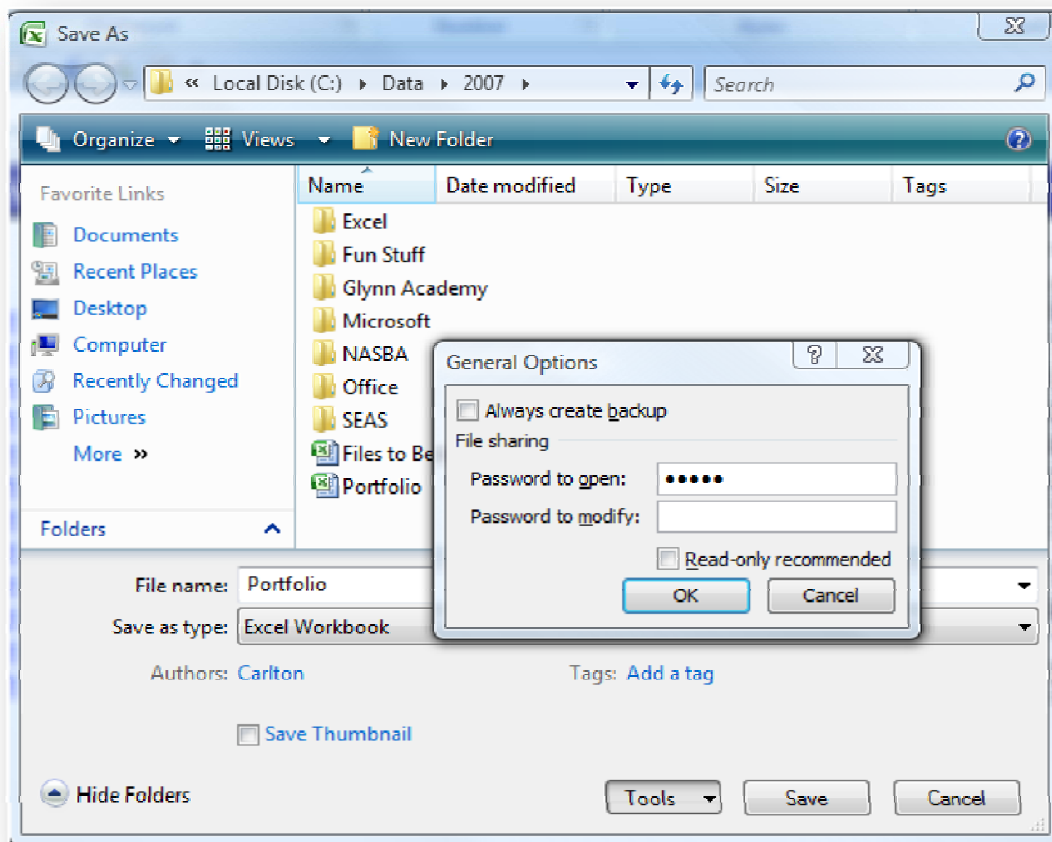 Save As
« Local Disk (C:) ▸ Data ▸ 2007 ▸
Search
Organize
Views
New Folder
Favorite Links
Documents
Recent Places
Desktop
Computer
Recently Changed
Pictures
More »
Folders
Name
Date modified
Type
Size
Tags
Excel
Fun Stuff
Glynn Academy
Microsoft
NASBA
Office
SEAS
Files to Be
Portfolio
General Options
Always create backup
File sharing
Password to open: •••••
Password to modify:
Read-only recommended
OK
Cancel
File name: Portfolio
Save as type: Excel Workbook
Authors: Carlton
Tags: Add a tag
Save Thumbnail
Hide Folders
Tools
Save
Cancel